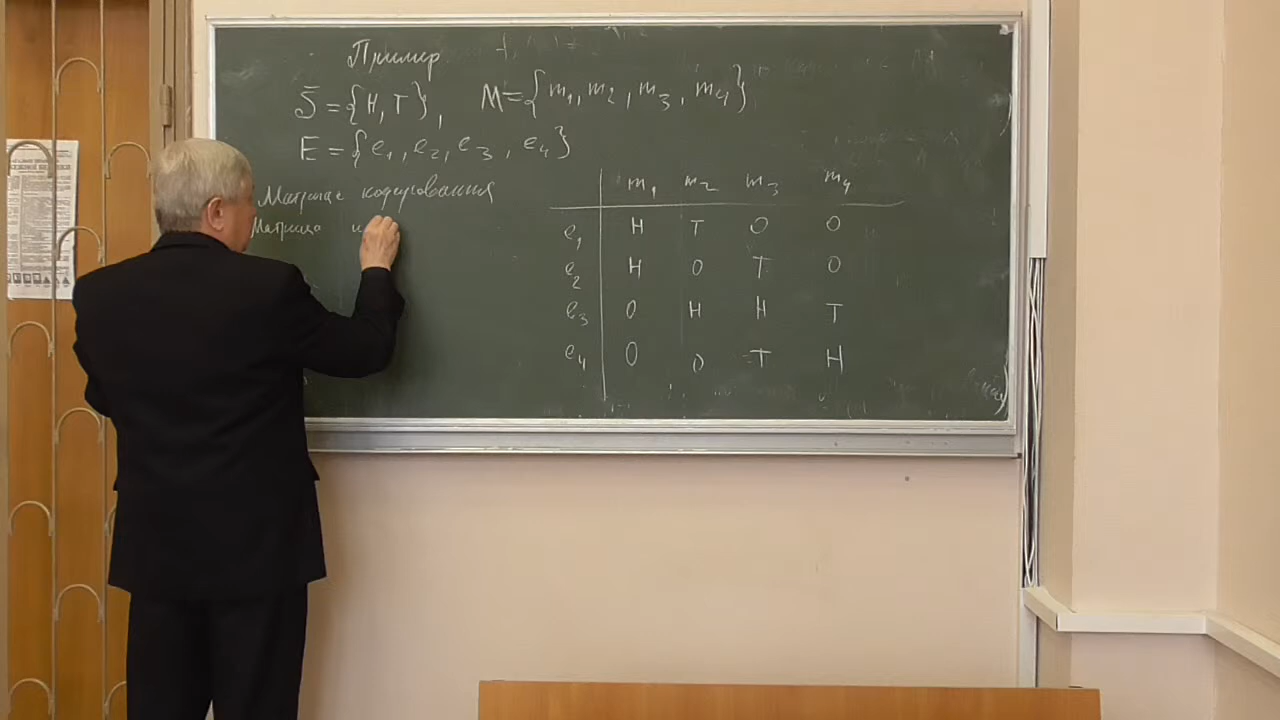 Пример
S = {H, T}, M = {m₁, m₂, m₃, m₄}
E = {e₁, e₂, e₃, e₄}
Матрица кодирования
Матрица
m₁ m₂ m₃ m₄
e₁ H T 0 0
e₂ H 0 T 0
e₃ 0 H H T
e₄ 0 0 T H